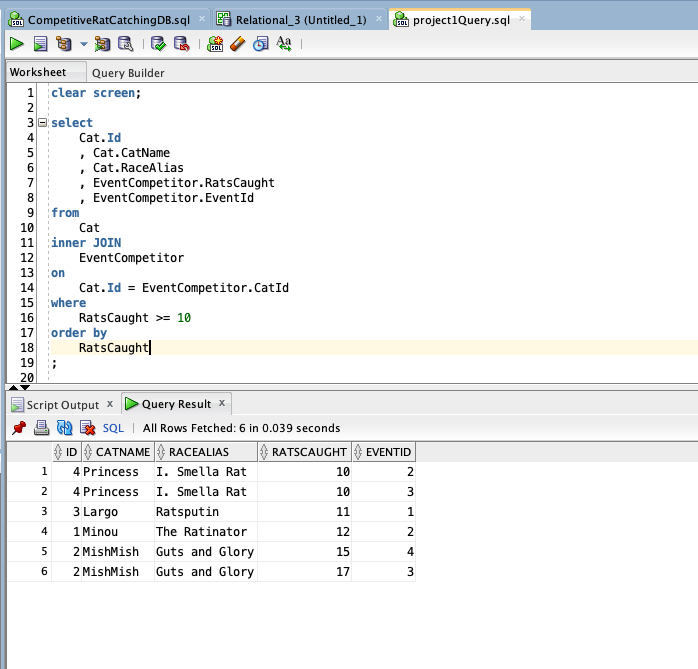 CompetitiveRatCatchingDB.sql × Relational_3 (Untitled_1) × project1Query.sql ×
Worksheet Query Builder
1 clear screen;
2
3 select
4 Cat.Id
5 , Cat.CatName
6 , Cat.RaceAlias
7 , EventCompetitor.RatsCaught
8 , EventCompetitor.EventId
9 from
10 Cat
11 inner JOIN
12 EventCompetitor
13 on
14 Cat.Id = EventCompetitor.CatId
15 where
16 RatsCaught >= 10
17 order by
18 RatsCaught
19 ;
20
Script Output × Query Result ×
SQL | All Rows Fetched: 6 in 0.039 seconds
ID CATNAME RACEALIAS RATSCAUGHT EVENTID
1 4 Princess I. Smella Rat 10 2
2 4 Princess I. Smella Rat 10 3
3 3 Largo Ratsputin 11 1
4 1 Minou The Ratinator 12 2
5 2 MishMish Guts and Glory 15 4
6 2 MishMish Guts and Glory 17 3